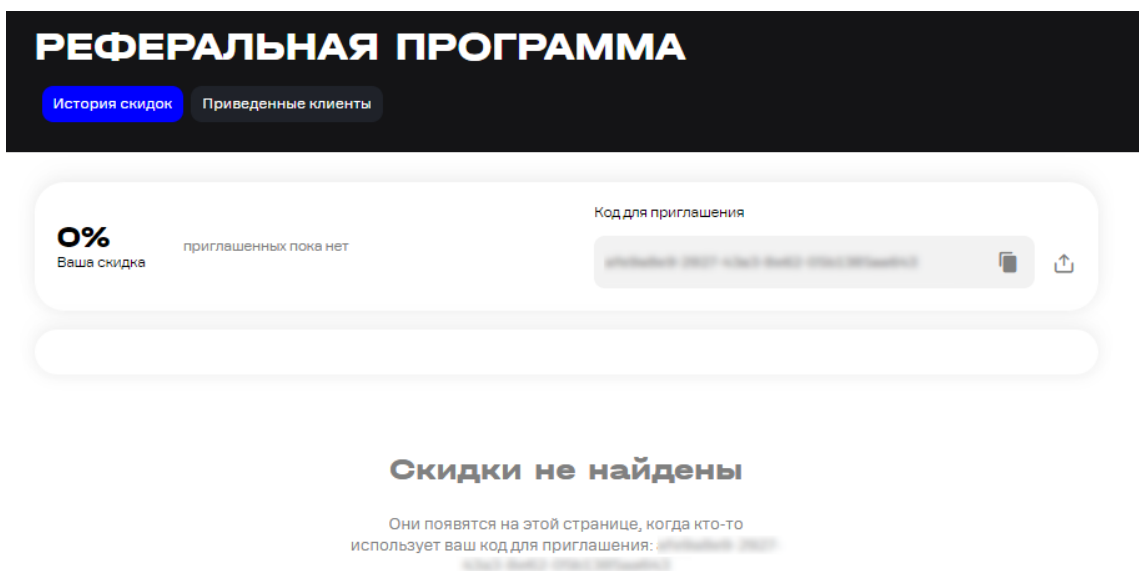 РЕФЕРАЛЬНАЯ ПРОГРАММА
История скидок
Приведенные клиенты
0%
Ваша скидка
приглашенных пока нет
Код для приглашения
Скидки не найдены
Они появятся на этой странице, когда кто-то
использует ваш код для приглашения: